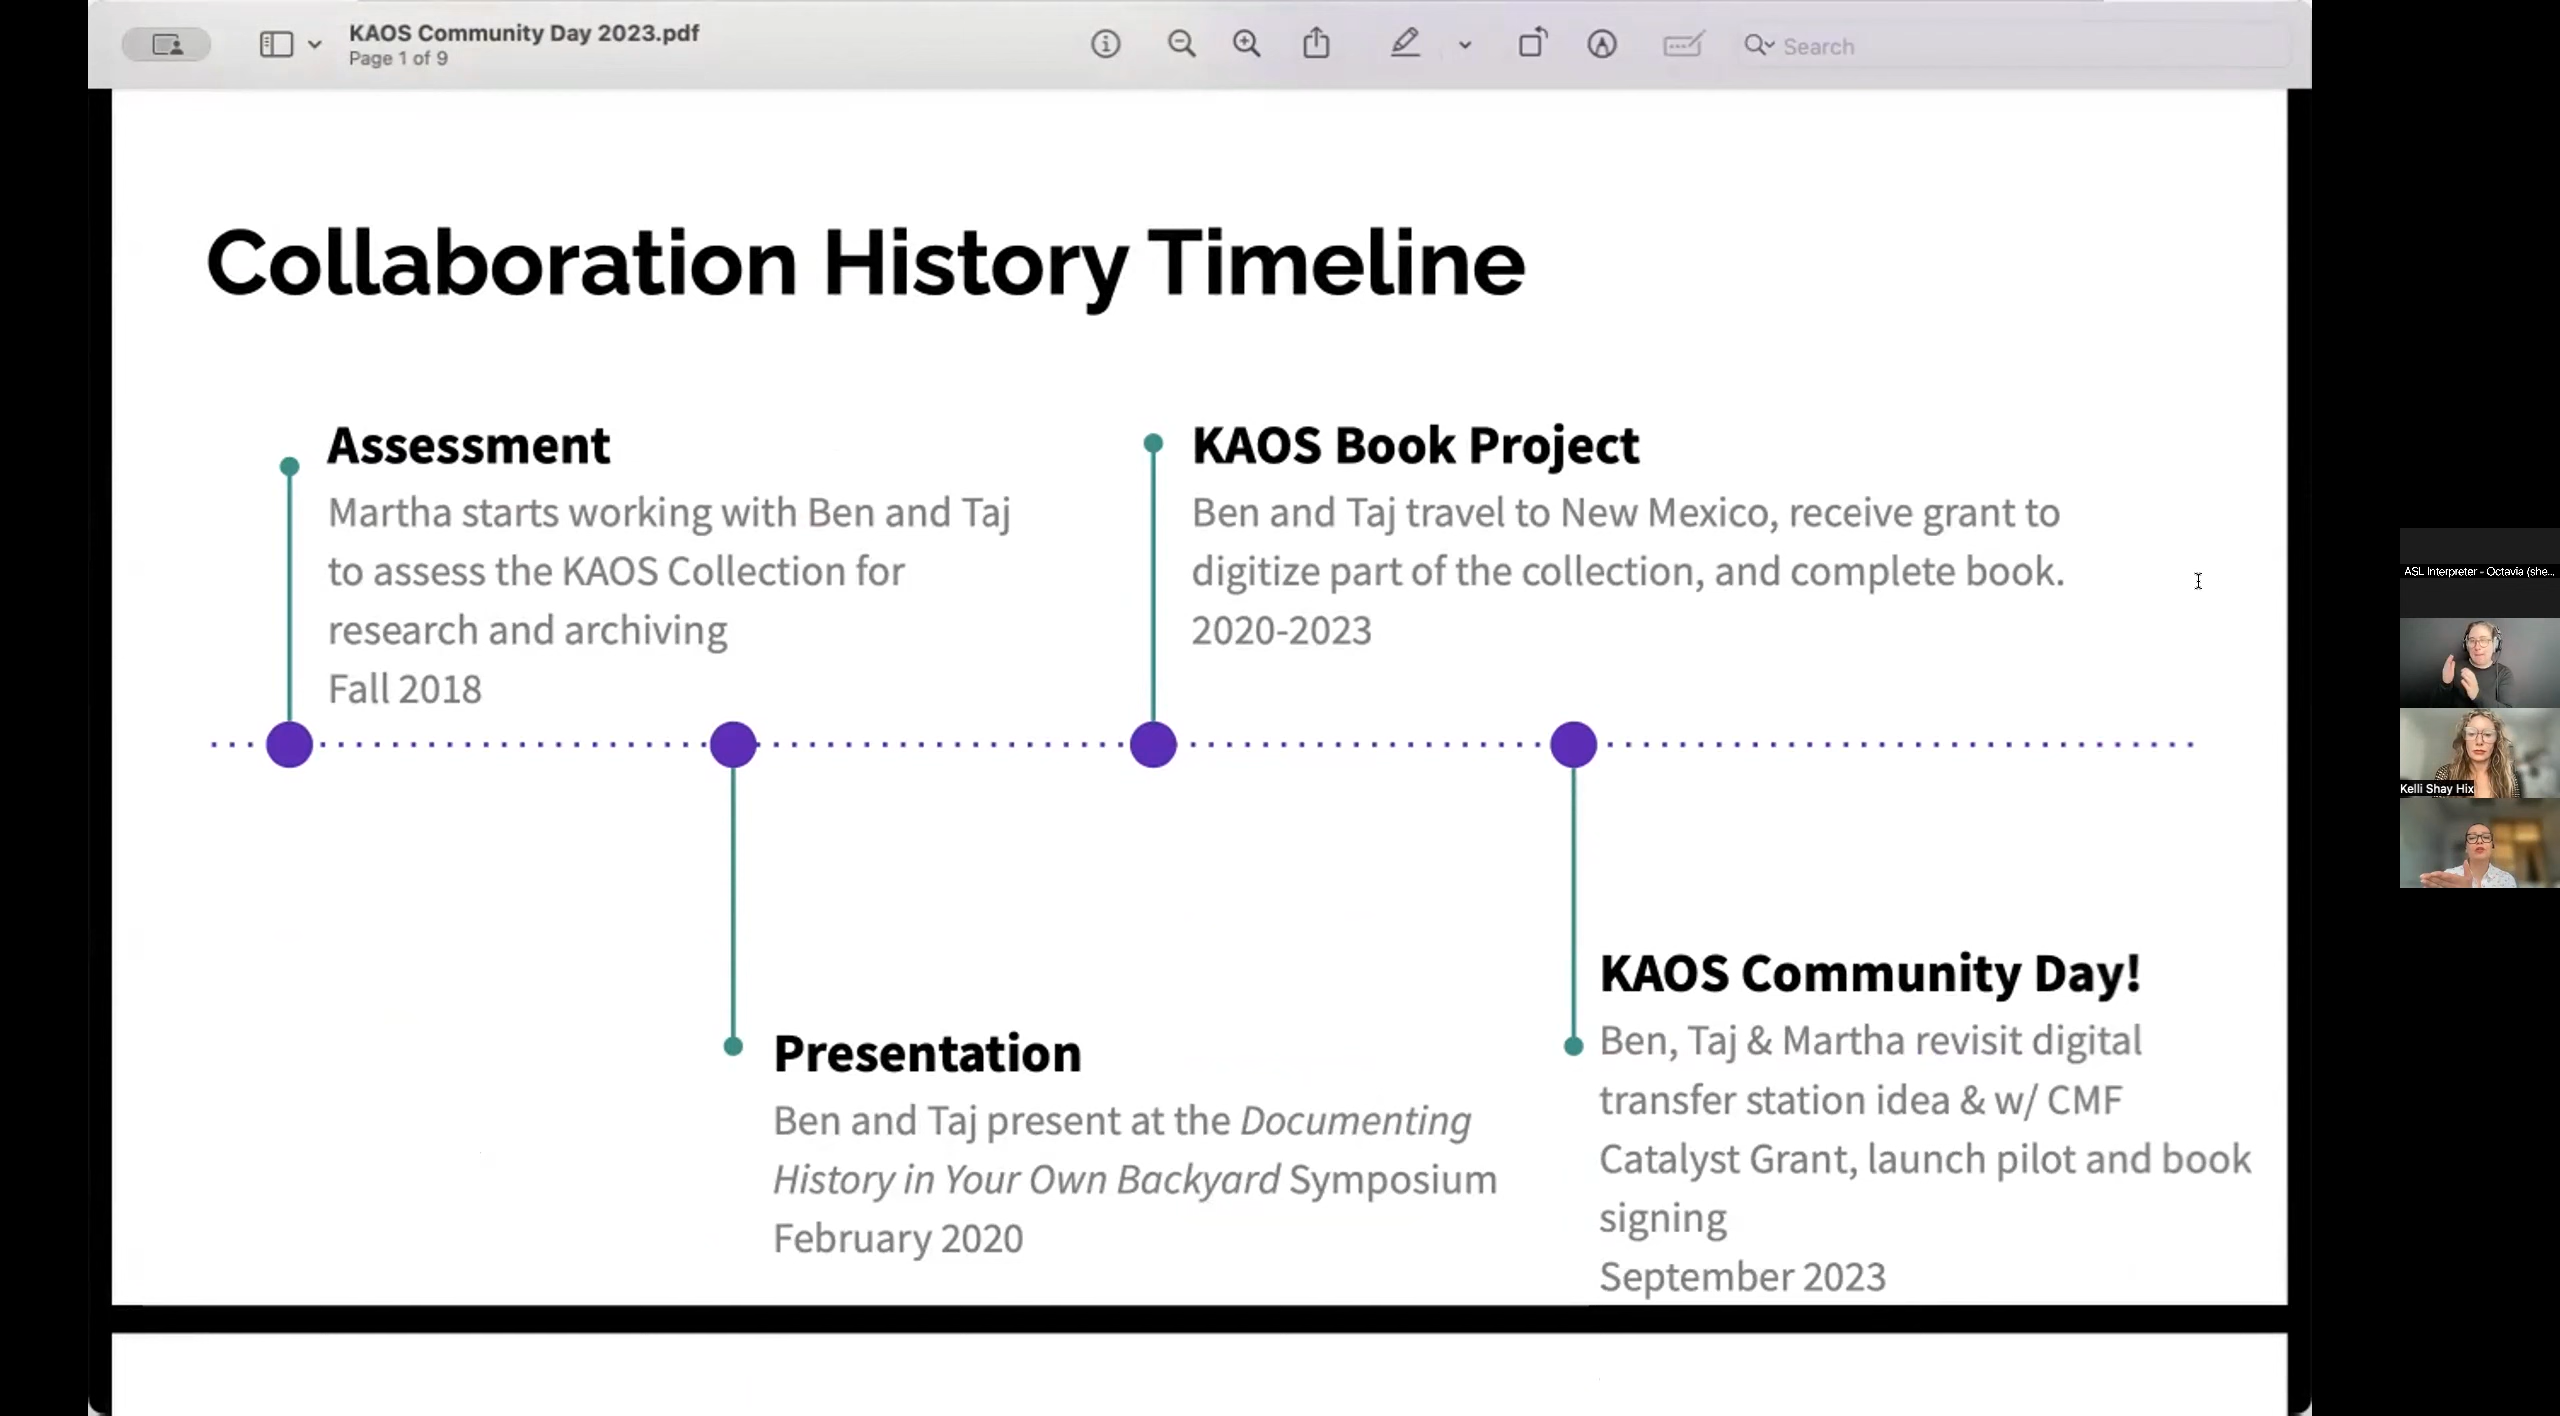 KAOS Community Day 2023.pdf
Page 1 of 9
Search
Collaboration History Timeline
Assessment
Martha starts working with Ben and Taj
to assess the KAOS Collection for
research and archiving
Fall 2018
KAOS Book Project
Ben and Taj travel to New Mexico, receive grant to
digitize part of the collection, and complete book.
2020-2023
Presentation
Ben and Taj present at the Documenting
History in Your Own Backyard Symposium
February 2020
KAOS Community Day!
Ben, Taj & Martha revisit digital
transfer station idea & w/ CMF
Catalyst Grant, launch pilot and book
signing
September 2023
ASL Interpreter - Octavia (she...
Kelli Shay Hix